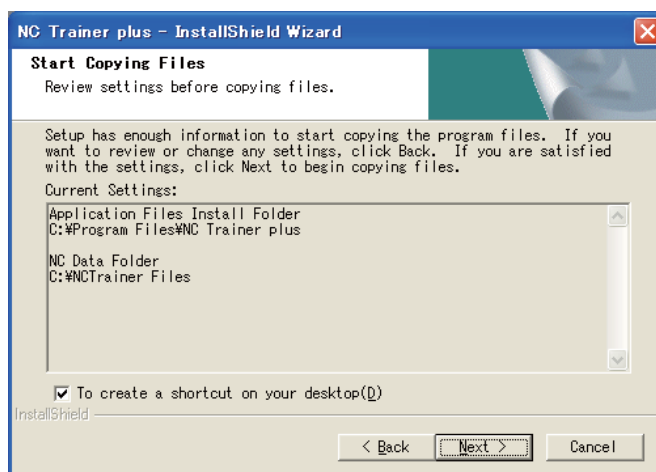 NC Trainer plus - InstallShield Wizard
Start Copying Files
Review settings before copying files.
Setup has enough information to start copying the program files.  If you
want to review or change any settings, click Back.  If you are satisfied
with the settings, click Next to begin copying files.
Current Settings:
Application Files Install Folder
C:¥Program Files¥NC Trainer plus
NC Data Folder
C:¥NCTrainer Files
To create a shortcut on your desktop(D)
InstallShield
< Back
Next >
Cancel